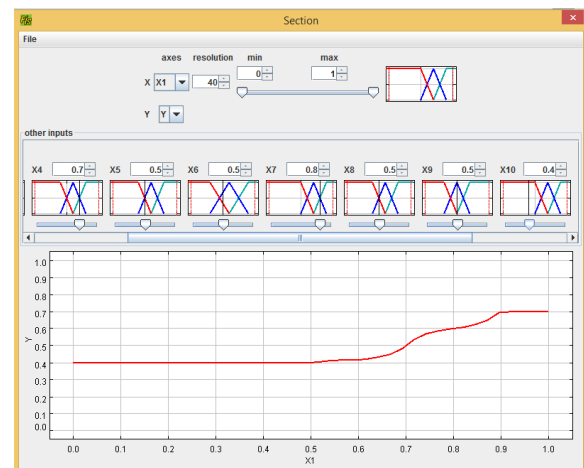 Section
File
axes resolution min max
X X1 40 0 1
Y Y
other inputs
X4 0.7 X5 0.5 X6 0.5 X7 0.8 X8 0.5 X9 0.5 X10 0.4
1.0
0.9
0.8
0.7
0.6
0.5
0.4
0.3
0.2
0.1
0.0
Y
0.0 0.1 0.2 0.3 0.4 0.5 0.6 0.7 0.8 0.9 1.0
X1